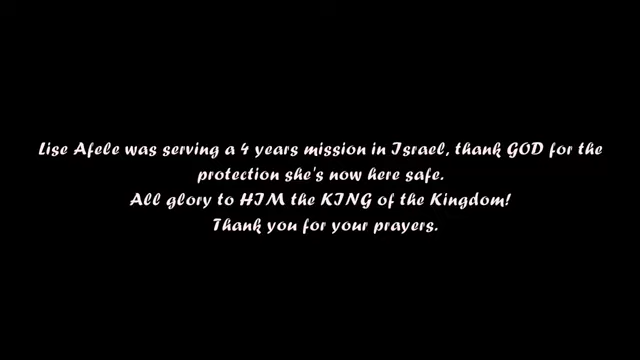 Lise Afele was serving a 4 years mission in Israel, thank GOD for the
protection she's now here safe.
All glory to HIM the KING of the Kingdom!
Thank you for your prayers.